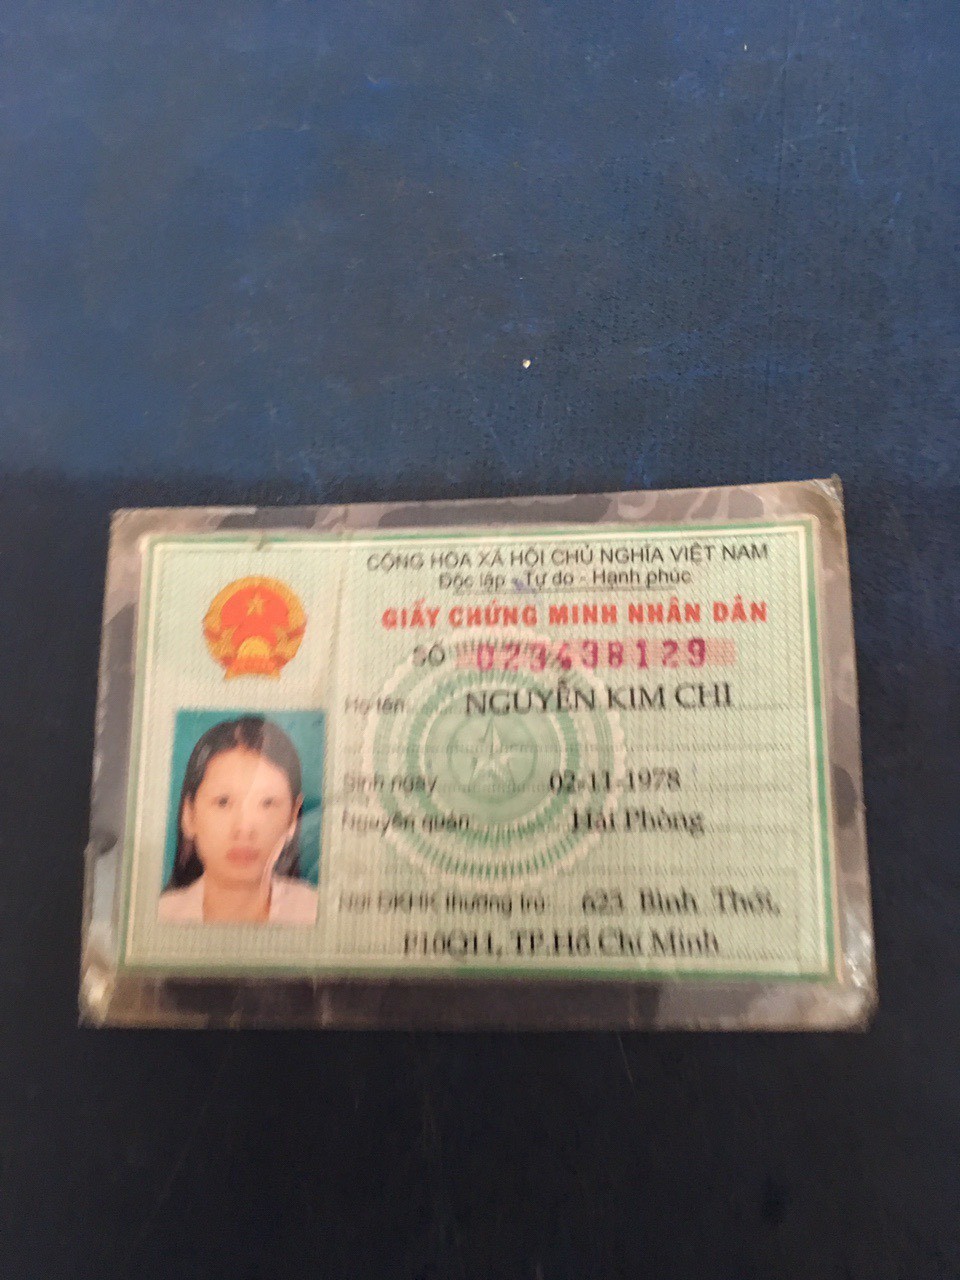 CỘNG HÒA XÃ HỘI CHỦ NGHĨA VIỆT NAM
Độc lập - Tự do - Hạnh phúc
GIẤY CHỨNG MINH NHÂN DÂN
SỐ 023438129
Họ tên NGUYỄN KIM CHI
Sinh ngày 02-11-1978
Nguyên quán Hải Phòng
Nơi ĐKHK thường trú: 623 Bình Thới,
P10Q11, TP.Hồ Chí Minh